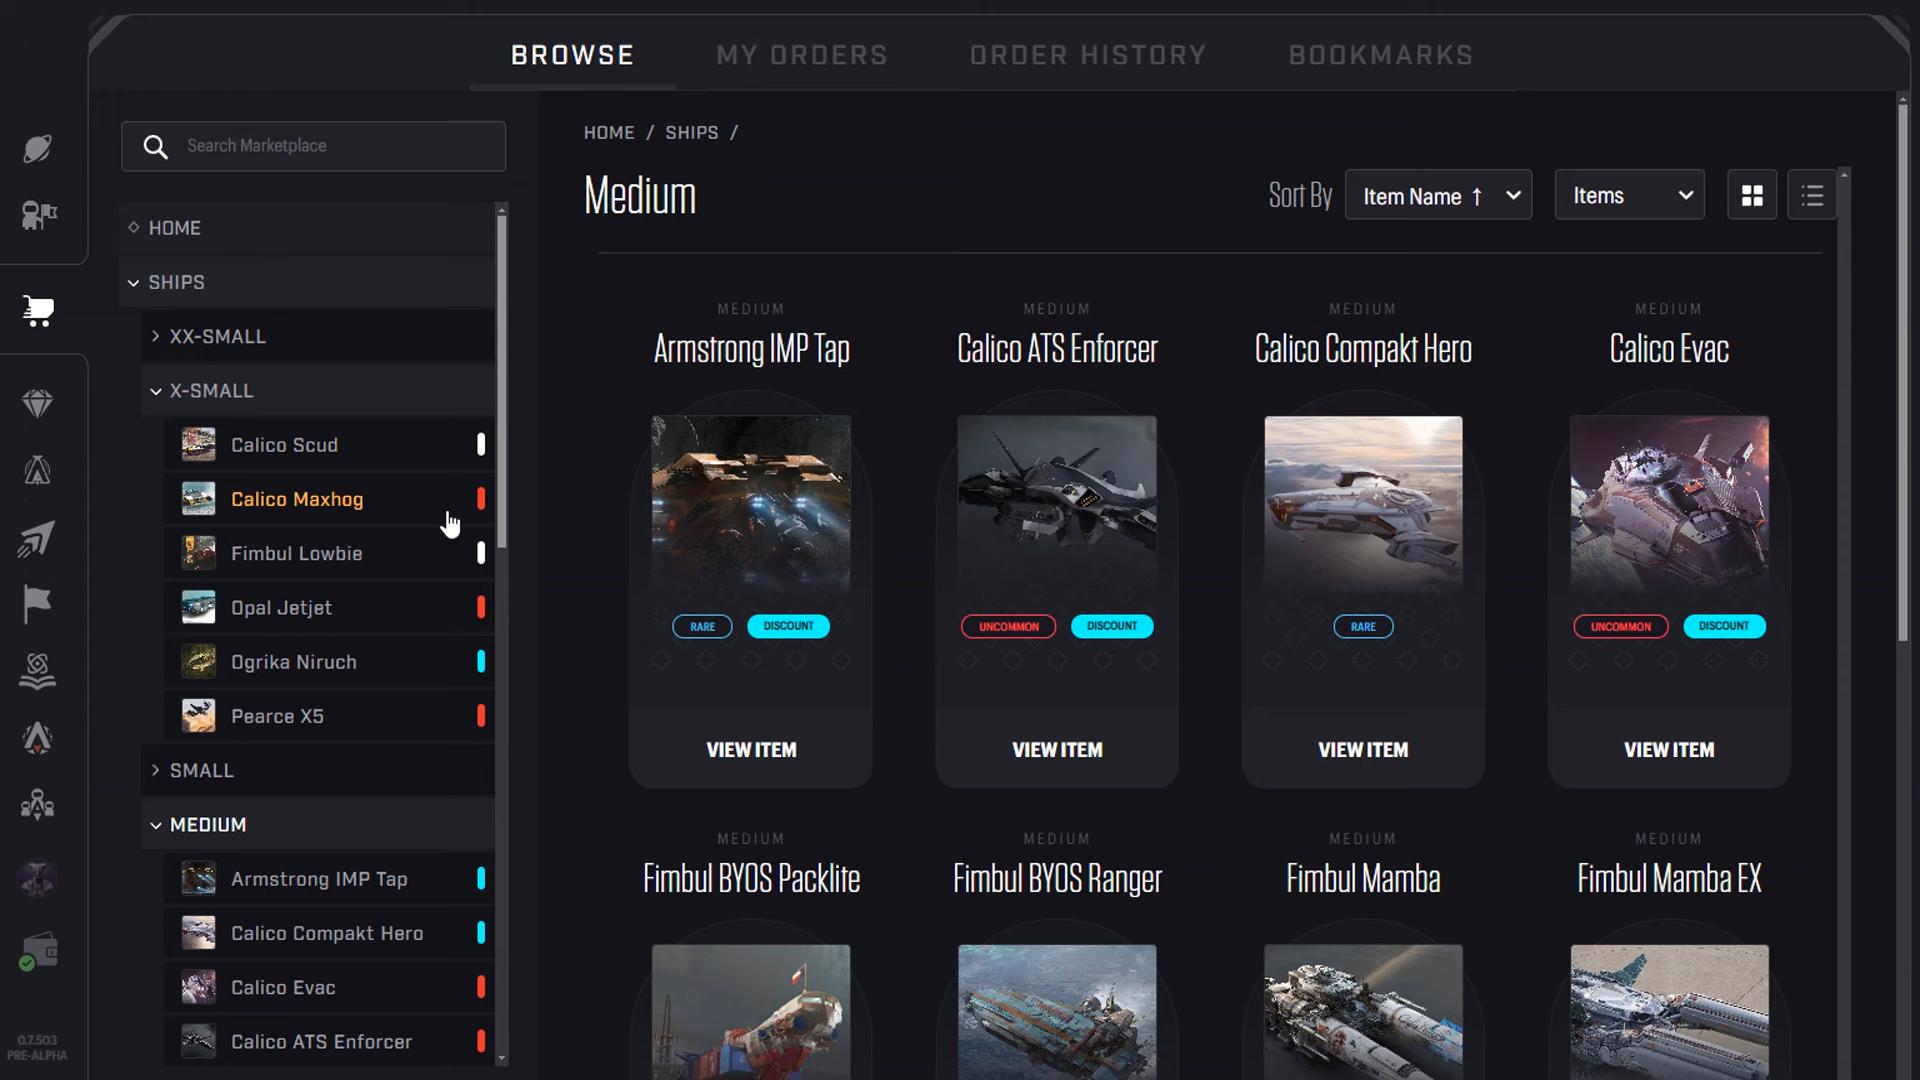 BROWSE
MY ORDERS
ORDER HISTORY
BOOKMARKS
Search Marketplace
HOME
SHIPS
XX-SMALL
X-SMALL
Calico Scud
Calico Maxhog
Fimbul Lowbie
Opal Jetjet
Ogrika Niruch
Pearce X5
SMALL
MEDIUM
Armstrong IMP Tap
Calico Compakt Hero
Calico Evac
Calico ATS Enforcer
0.7.503
PRE-ALPHA
HOME / SHIPS /
Medium
Sort By
Item Name ↑
Items
MEDIUM
Armstrong IMP Tap
RARE
DISCOUNT
VIEW ITEM
MEDIUM
Calico ATS Enforcer
UNCOMMON
DISCOUNT
VIEW ITEM
MEDIUM
Calico Compakt Hero
RARE
VIEW ITEM
MEDIUM
Calico Evac
UNCOMMON
DISCOUNT
VIEW ITEM
MEDIUM
Fimbul BYOS Packlite
MEDIUM
Fimbul BYOS Ranger
MEDIUM
Fimbul Mamba
MEDIUM
Fimbul Mamba EX